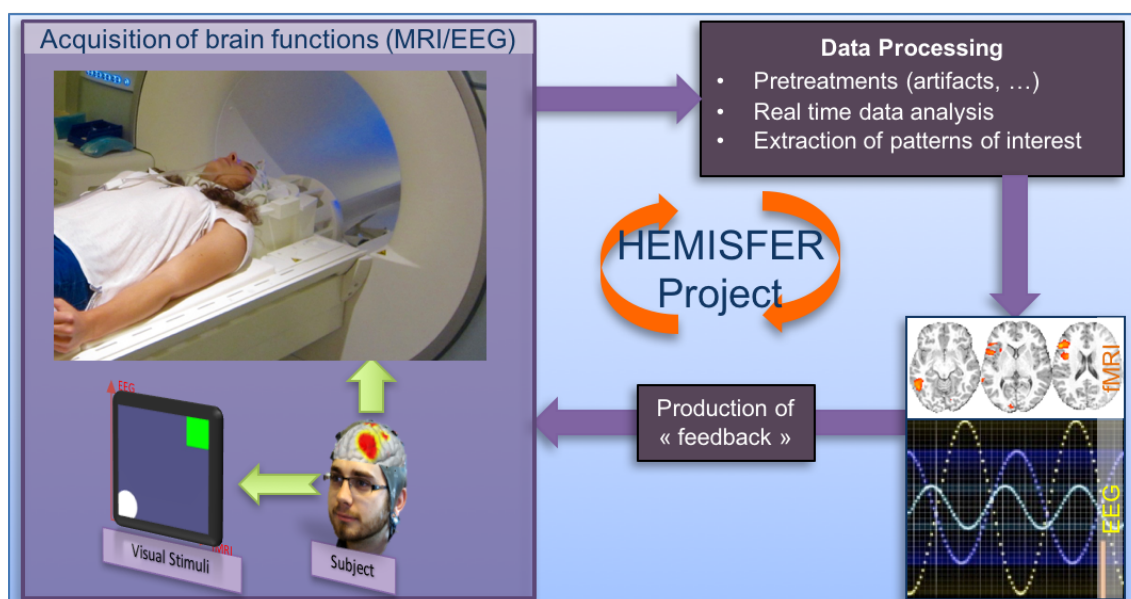 Acquisition of brain functions (MRI/EEG)
Data Processing
• Pretreatments (artifacts, …)
• Real time data analysis
• Extraction of patterns of interest
HEMISFER
Project
fMRI
EEG
Production of
« feedback »
EEG
fMRI
Visual Stimuli
Subject